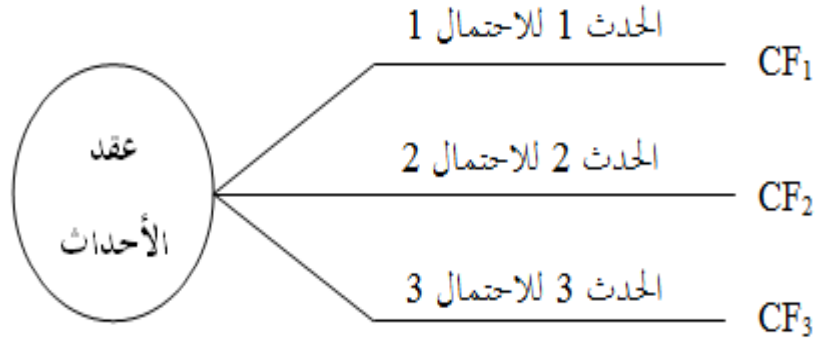 الحدث 1 للاحتمال 1
CF₁
عقد
الأحداث
الحدث 2 للاحتمال 2
CF₂
الحدث 3 للاحتمال 3
CF₃